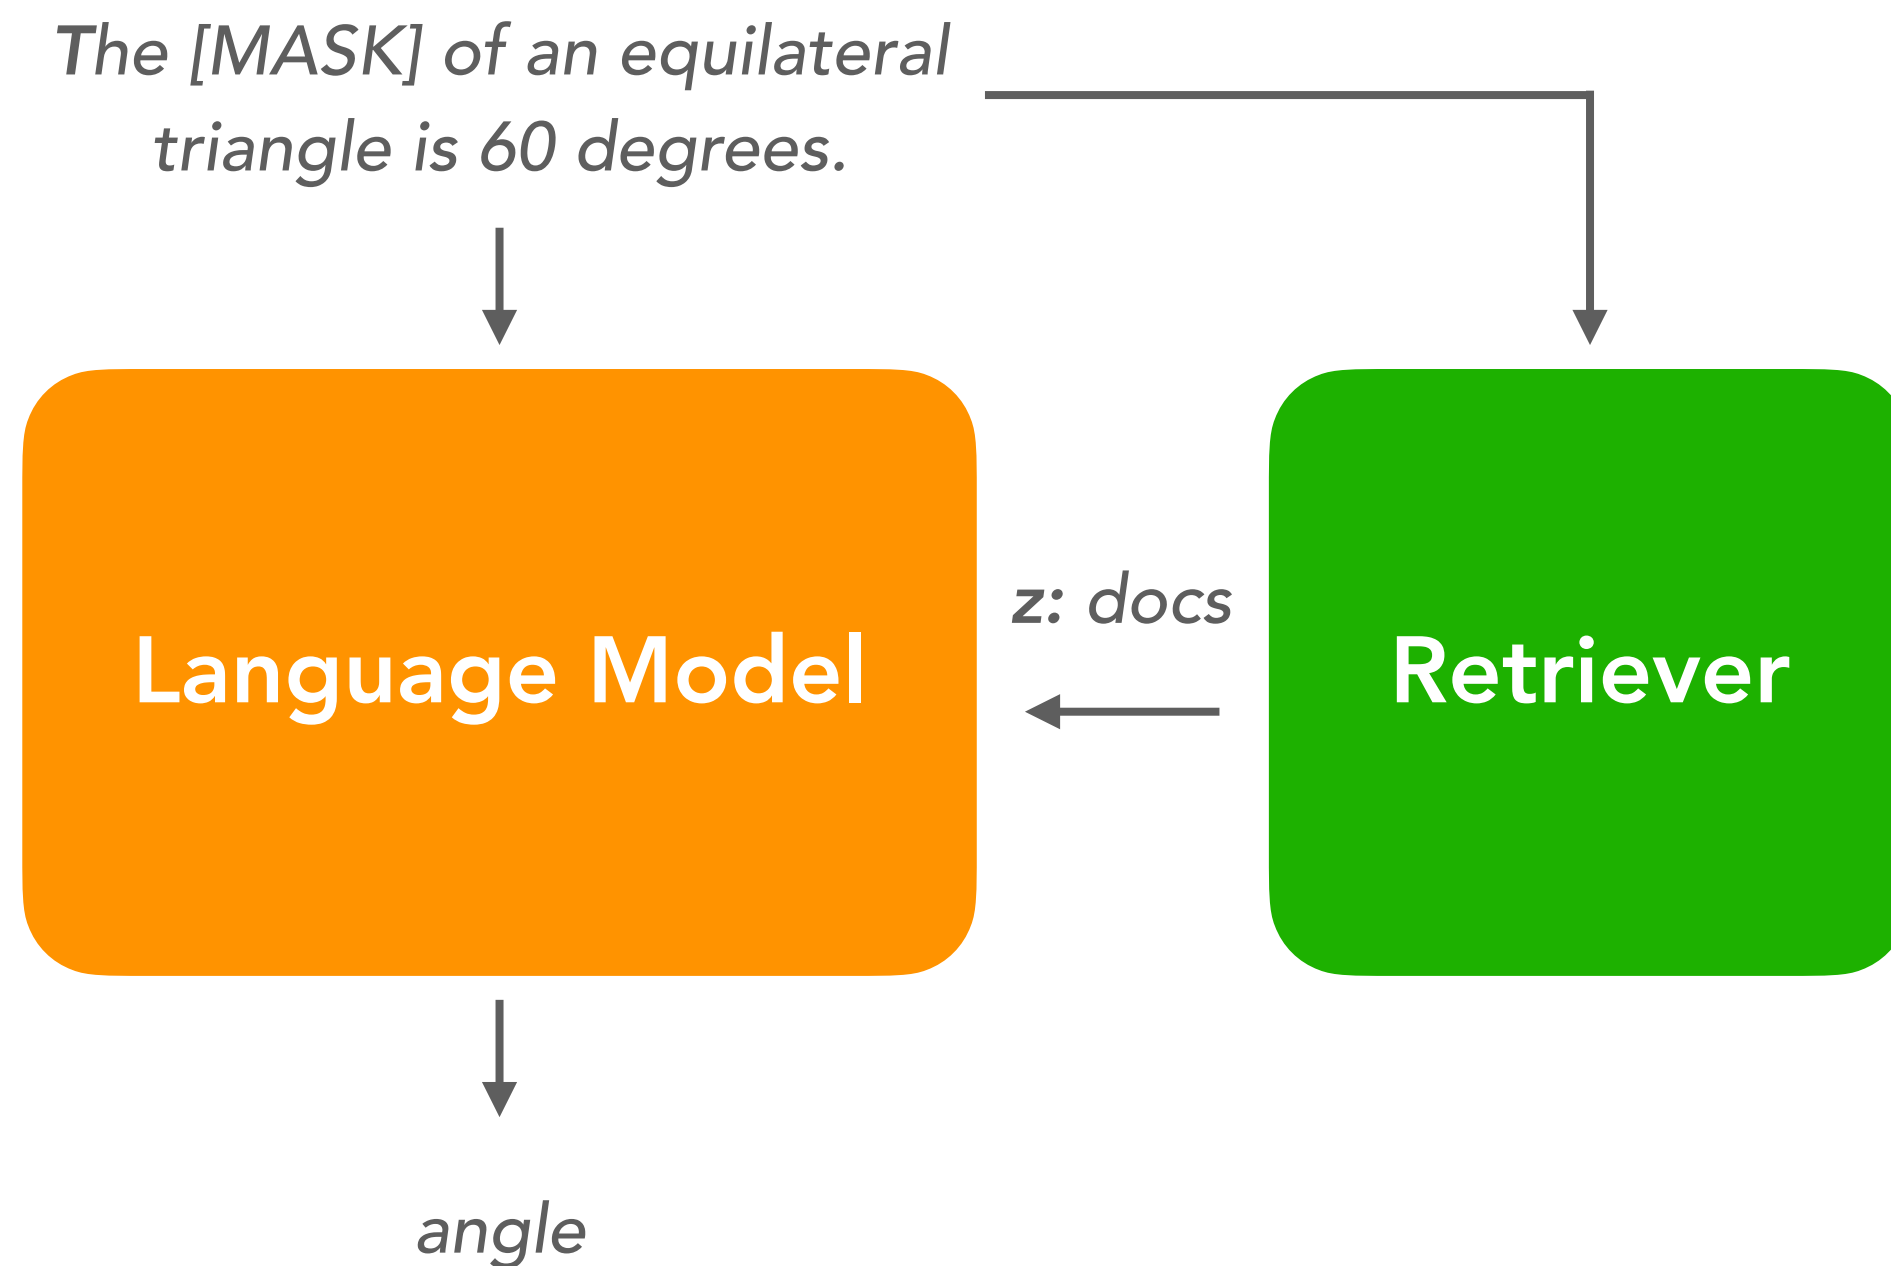 The [MASK] of an equilateral
triangle is 60 degrees.
z: docs
Language Model
Retriever
angle